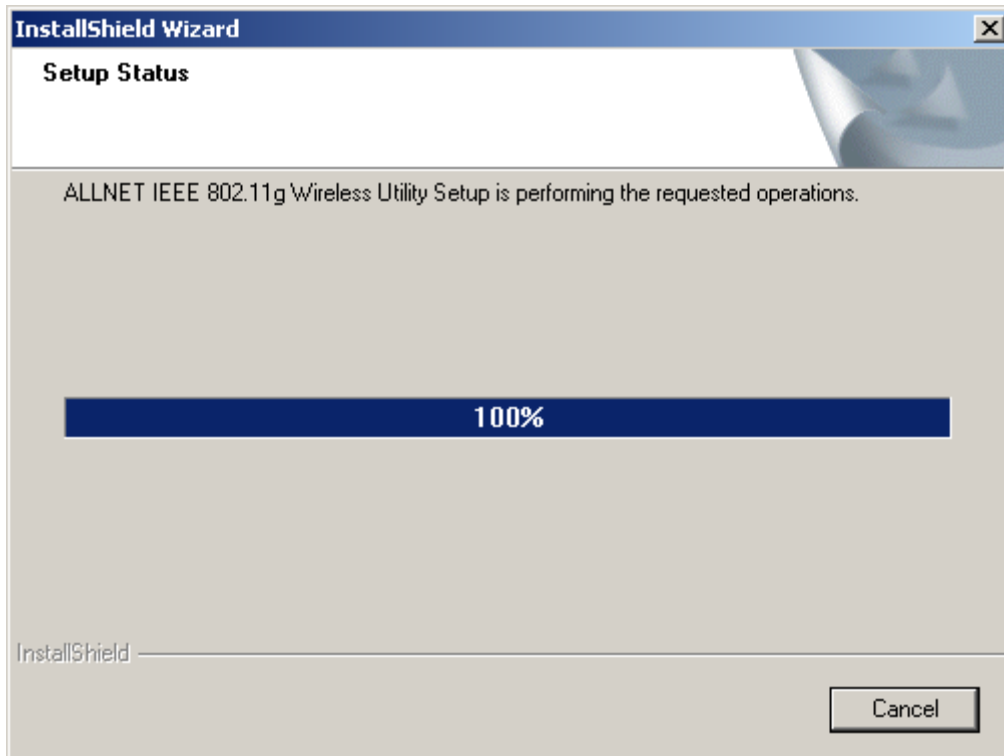 InstallShield Wizard
Setup Status
ALLNET IEEE 802.11g Wireless Utility Setup is performing the requested operations.
100%
InstallShield
Cancel